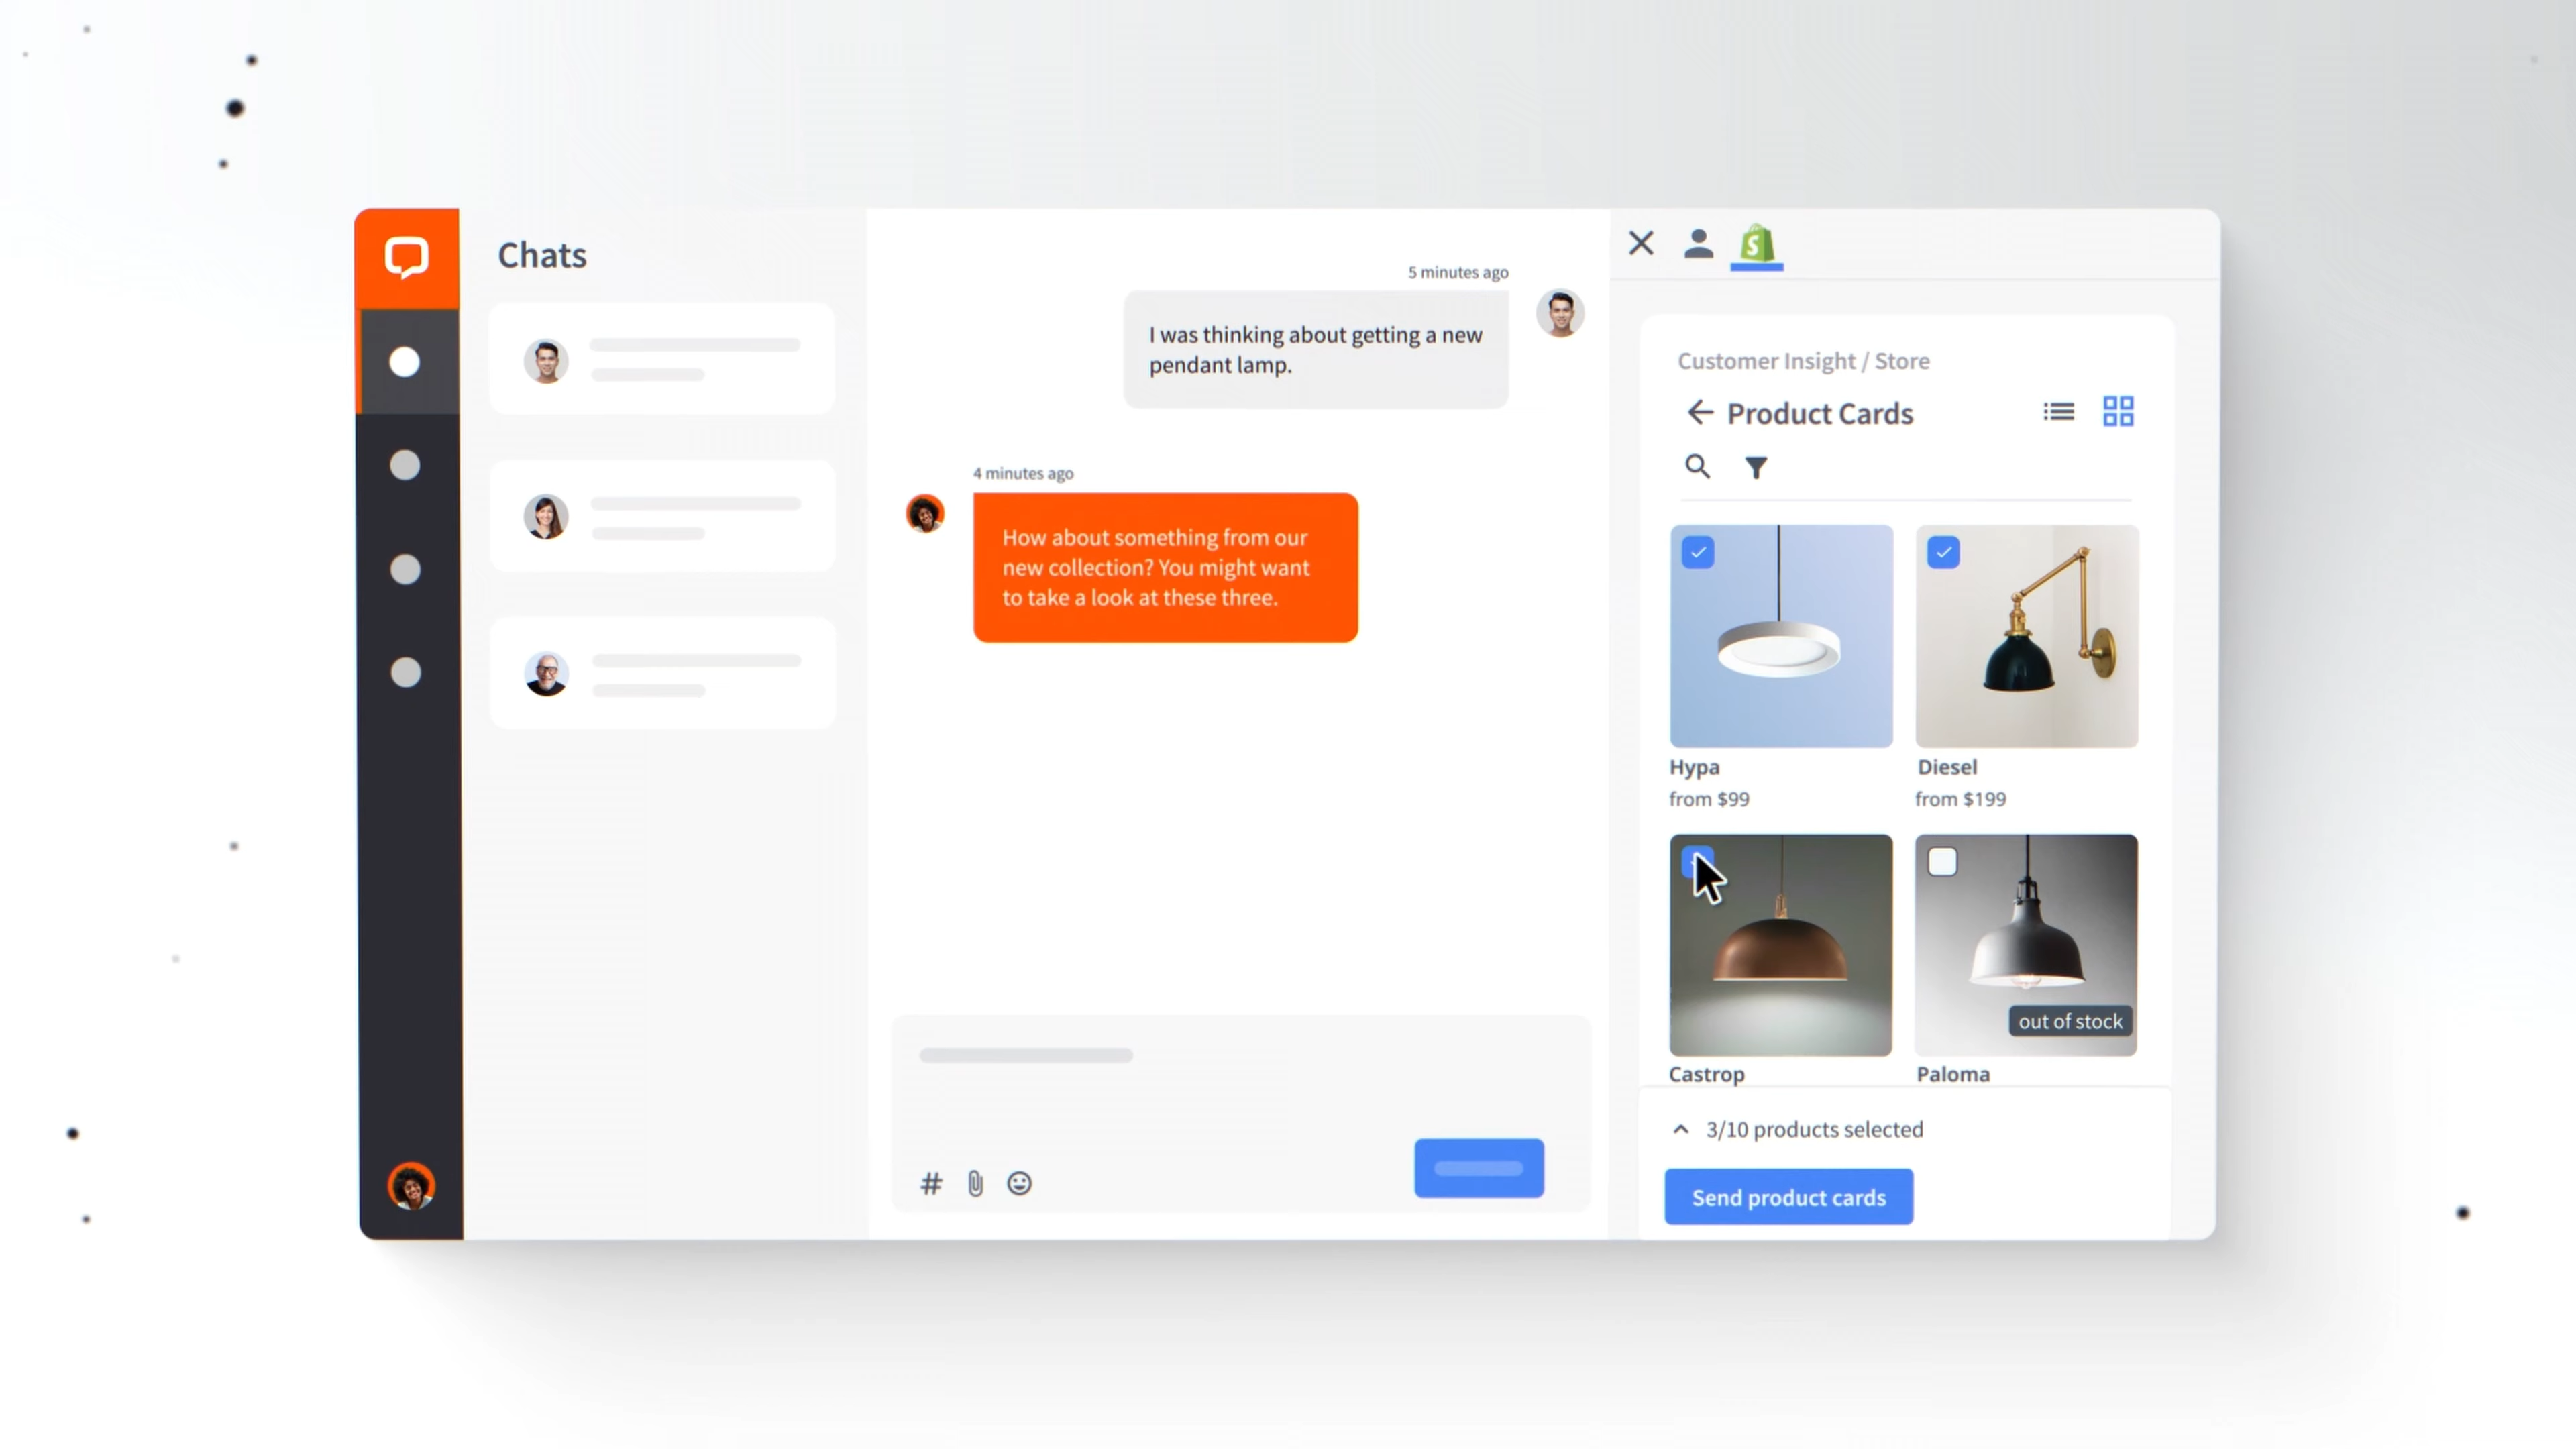 Chats
5 minutes ago
I was thinking about getting a new
pendant lamp.
4 minutes ago
How about something from our
new collection? You might want
to take a look at these three.
Customer Insight / Store
Product Cards
Hypa
from $99
Diesel
from $199
out of stock
Castrop
Paloma
3/10 products selected
Send product cards